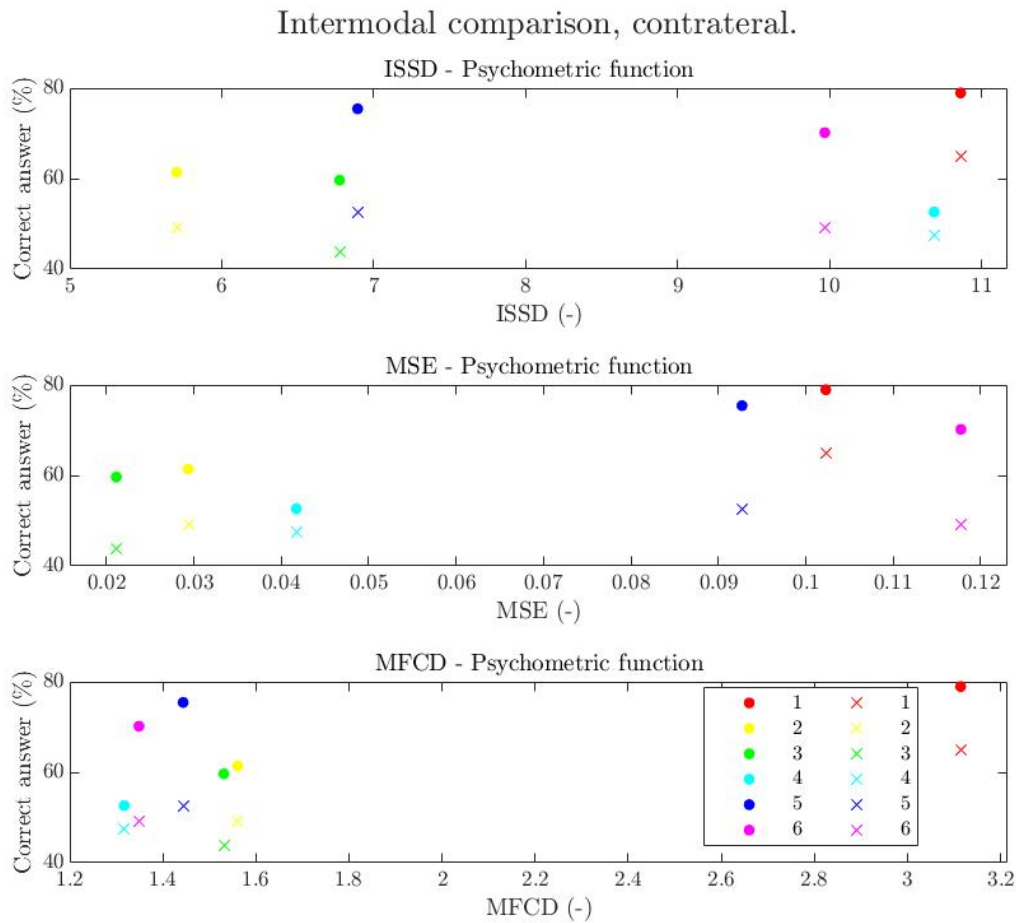 Intermodal comparison, contrateral.
ISSD - Psychometric function
Correct answer (%)
80
60
40
5 6 7 8 9 10 11
ISSD (-)
MSE - Psychometric function
Correct answer (%)
80
60
40
0.02 0.03 0.04 0.05 0.06 0.07 0.08 0.09 0.1 0.11 0.12
MSE (-)
MFCD - Psychometric function
Correct answer (%)
80
60
40
1 1
2 2
3 3
4 4
5 5
6 6
1.2 1.4 1.6 1.8 2 2.2 2.4 2.6 2.8 3 3.2
MFCD (-)